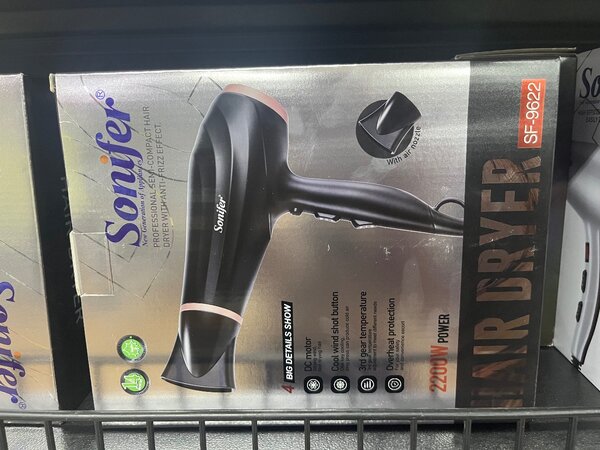 Sonifer®
New Generation of Appliances
PROFESSIONAL SEMI-COMPACT HAIR
DRYER WITH ANTI-FRIZZ EFFECT.
Sonifer®
With air nozzle
4 BIG DETAILS SHOW
DC motor
Cool wind shot button
3rd gear temperature
Overheat protection
2200W POWER
HAIR DRYER
SF-9622
Sonifer
So